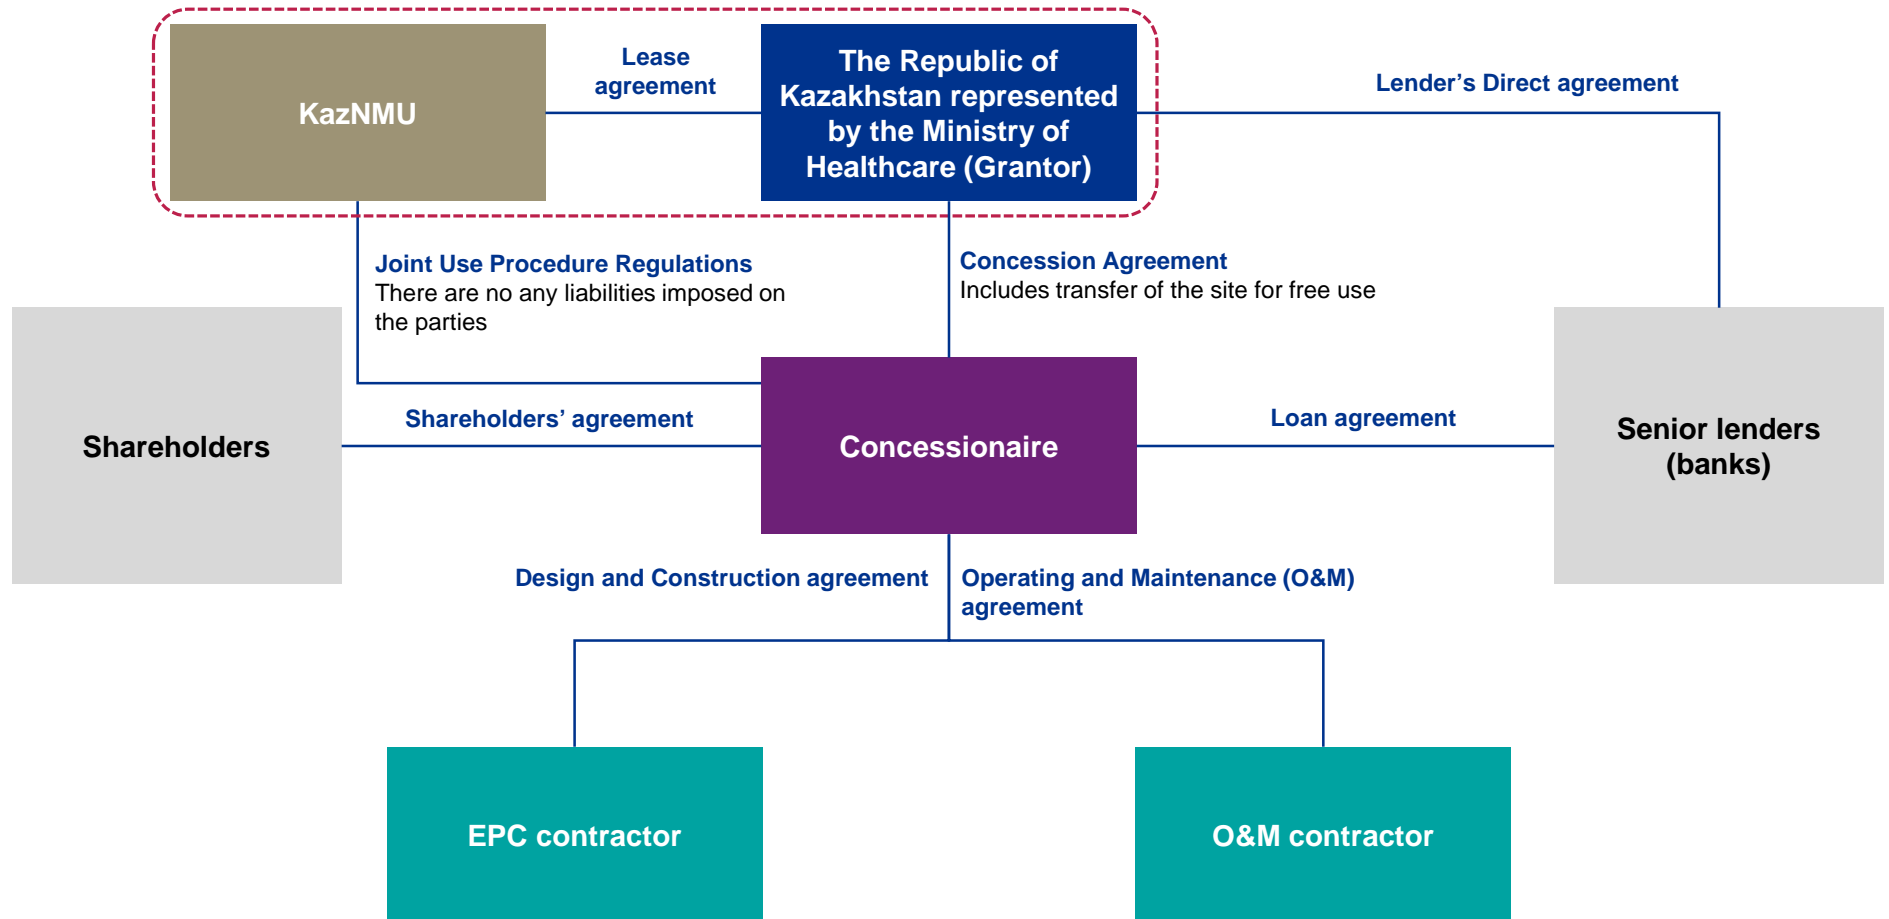 KazNMU
Lease
agreement
The Republic of
Kazakhstan represented
by the Ministry of
Healthcare (Grantor)
Lender’s Direct agreement
Joint Use Procedure Regulations
There are no any liabilities imposed on
the parties
Concession Agreement
Includes transfer of the site for free use
Shareholders
Shareholders’ agreement
Concessionaire
Loan agreement
Senior lenders
(banks)
Design and Construction agreement
Operating and Maintenance (O&M)
agreement
EPC contractor
O&M contractor